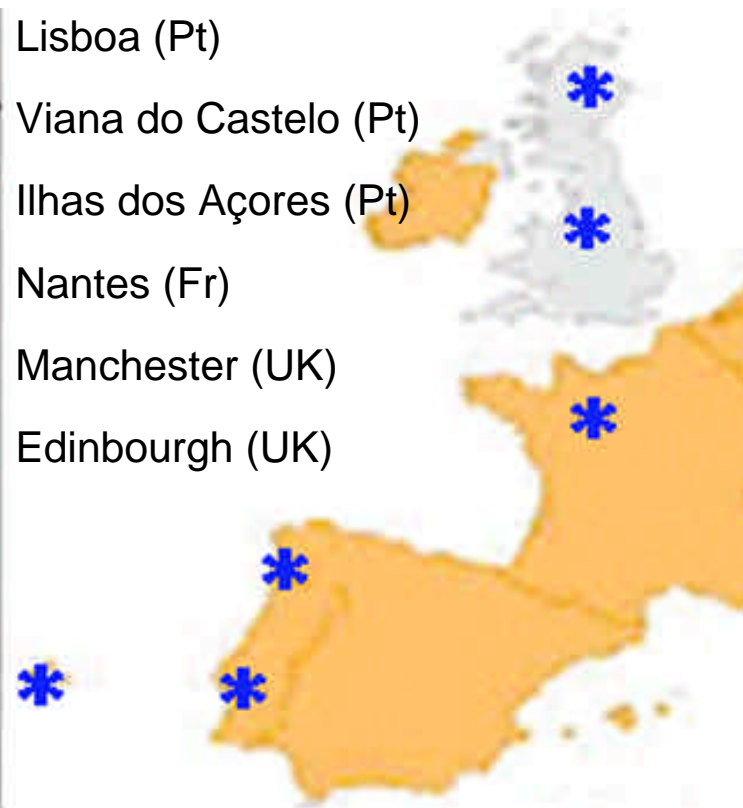 Lisboa (Pt)
Viana do Castelo (Pt)
Ilhas dos Açores (Pt)
Nantes (Fr)
Manchester (UK)
Edinbourgh (UK)